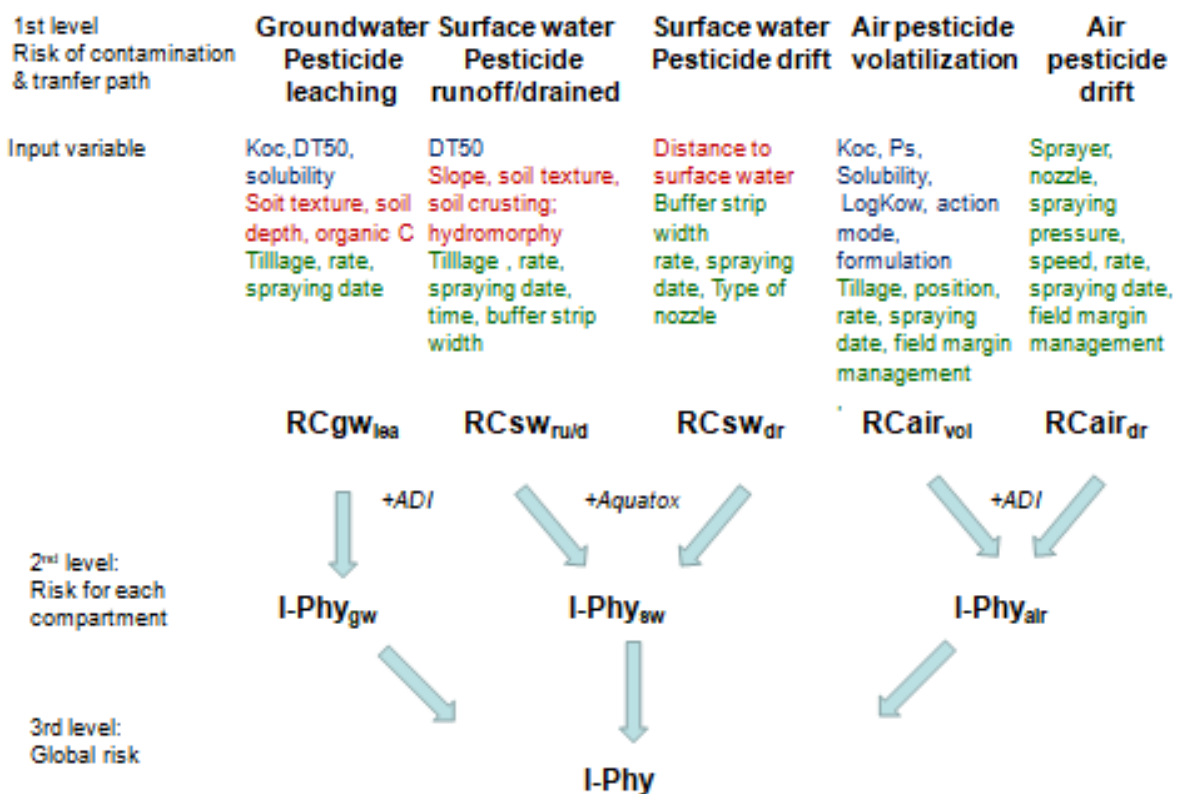 1st level
Risk of contamination
& tranfer path
Groundwater
Pesticide
leaching
Surface water
Pesticide
runoff/drained
Surface water
Pesticide drift
Air pesticide
volatilization
Air
pesticide
drift
Input variable
Koc,DT50,
solubility
Soit texture, soil
depth, organic C
Tilllage, rate,
spraying date
DT50
Slope, soil texture,
soil crusting;
hydromorphy
Tilllage , rate,
spraying date,
time, buffer strip
width
Distance to
surface water
Buffer strip
width
rate, spraying
date, Type of
nozzle
Koc, Ps,
Solubility,
LogKow, action
mode,
formulation
Tillage, position,
rate, spraying
date, field margin
management
.
Sprayer,
nozzle,
spraying
pressure,
speed, rate,
spraying date,
field margin
management
RCgwlea
RCswru/d
RCswdr
RCairvol
RCairdr
+ADI
+Aquatox
+ADI
2nd level:
Risk for each
compartment
I-Phygw
I-Physw
I-Phyair
3rd level:
Global risk
I-Phy